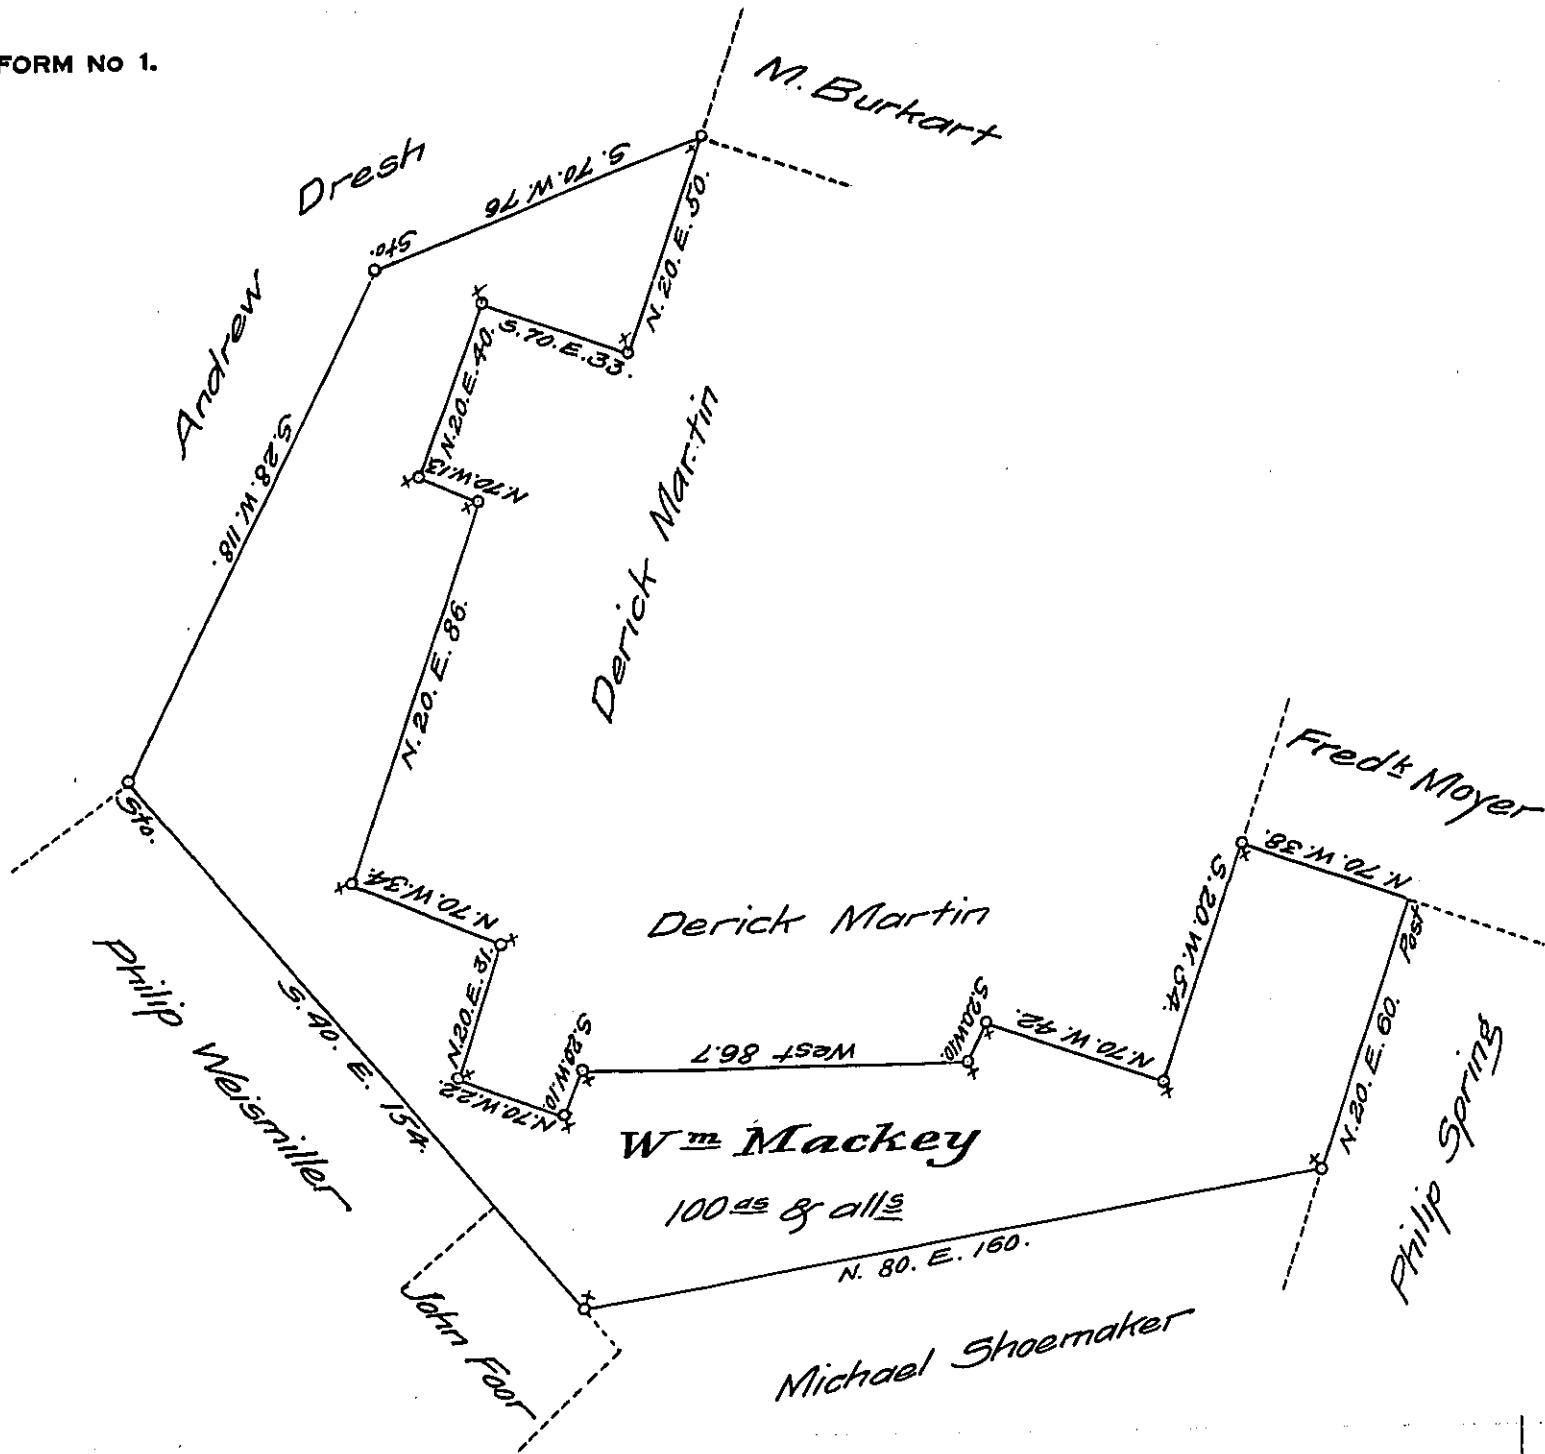 FORM No 1.
M. Burkart
Andrew Dresh
S. 70. W. 76
Sto.
N. 20. E. 50.
S. 70. E. 33.
N. 20. E. 40.
N. 70. W. 13
S. 28. W. 118.
Derick Martin
N. 20. E. 86.
Sto.
Fredk Moyer
N. 70. W. 38.
N. 70. W. 34.
Derick Martin
S. 20. W. 54.
Post
Philip Weismiller
N. 20. E. 31.
S. 20. W. 10.
West 86.7
S. 20. W. 10.
N. 70. W. 42.
N. 20. E. 60.
Philip Spring
S. 40. E. 154.
N. 70. W. 22.
Wm Mackey
100as & alls
N. 80. E. 160.
John Foor
Michael Shoemaker